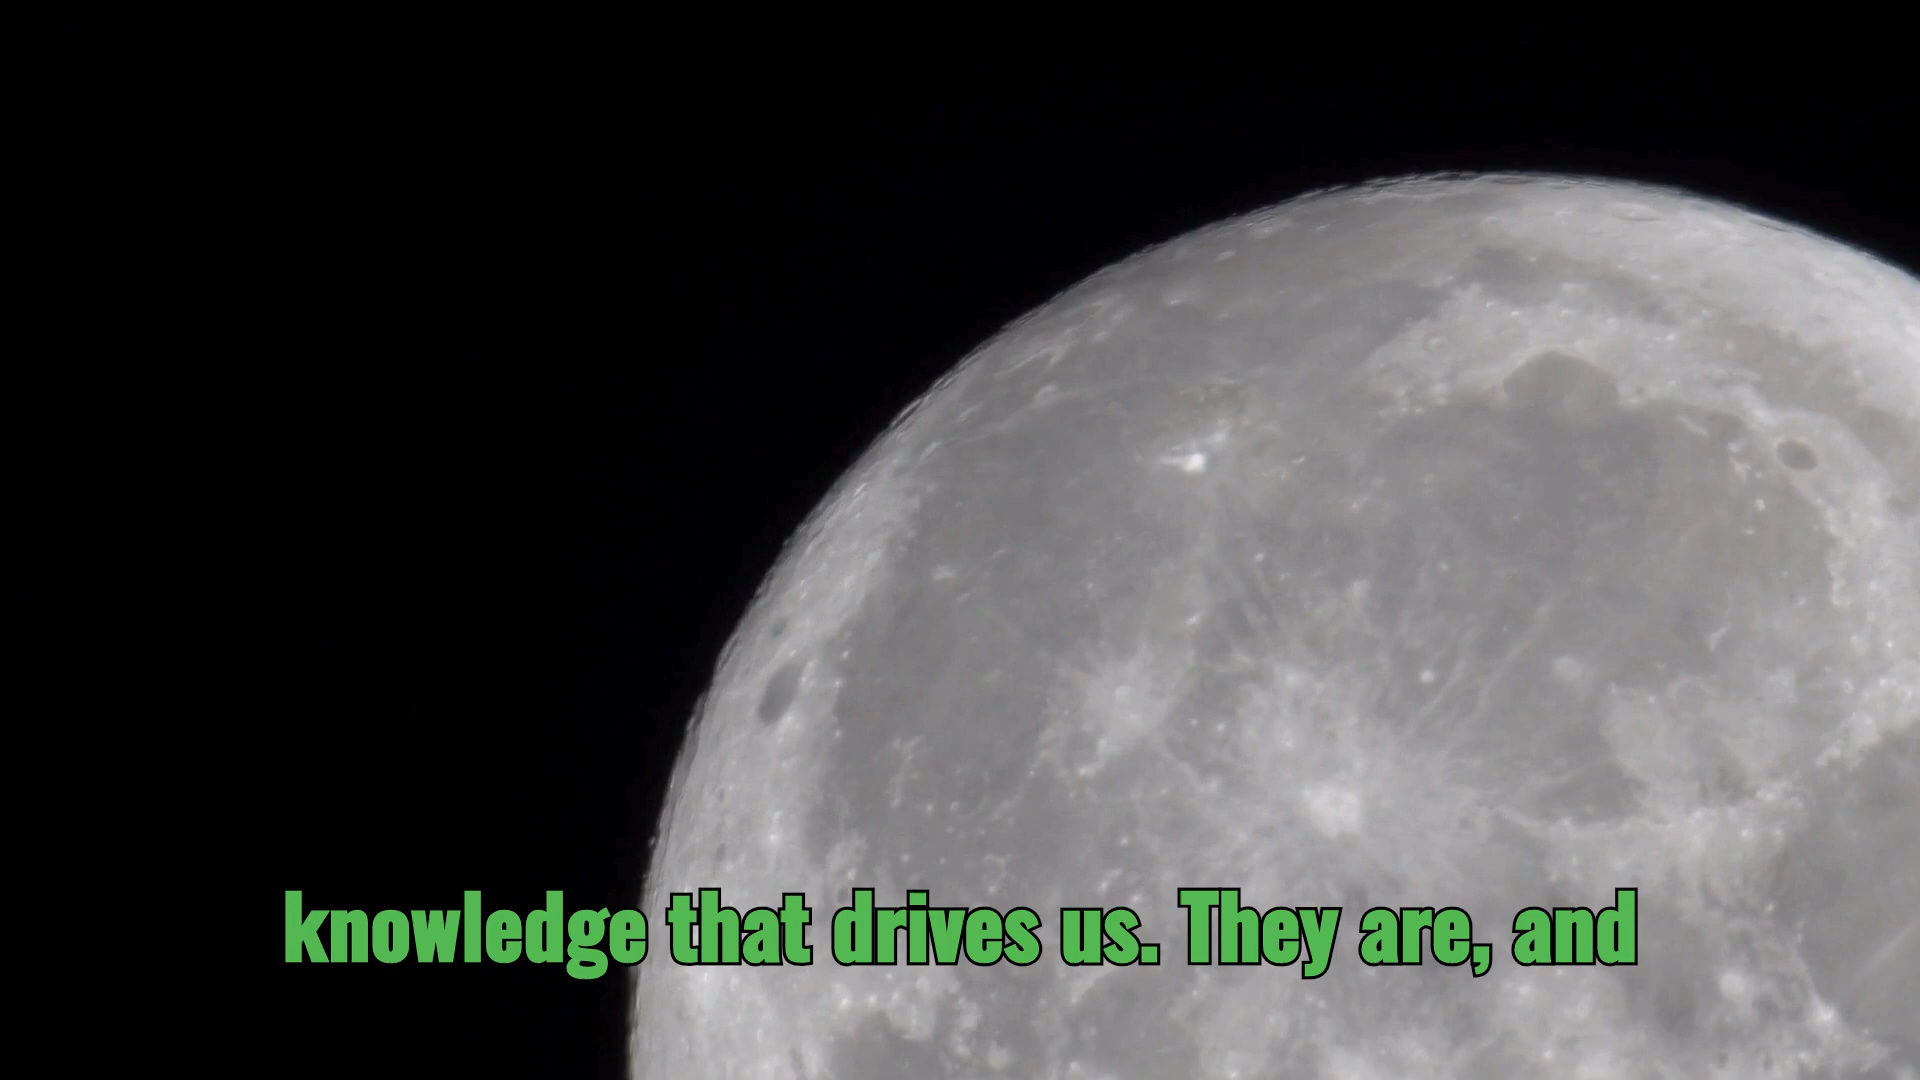 knowledge that drives us. They are, and